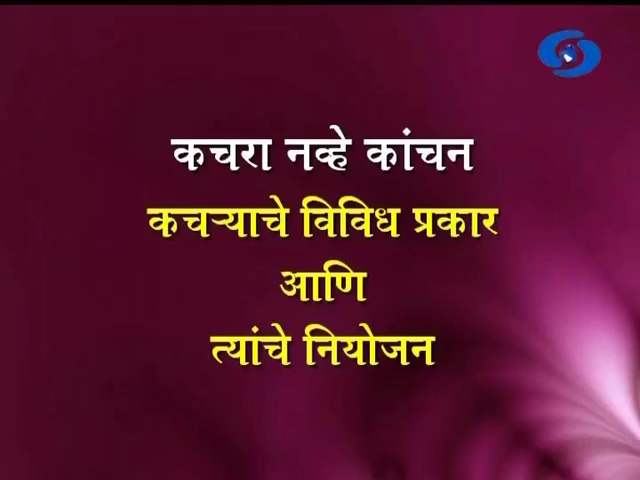 कचरा नव्हे कांचन
कचऱ्याचे विविध प्रकार
आणि
त्यांचे नियोजन